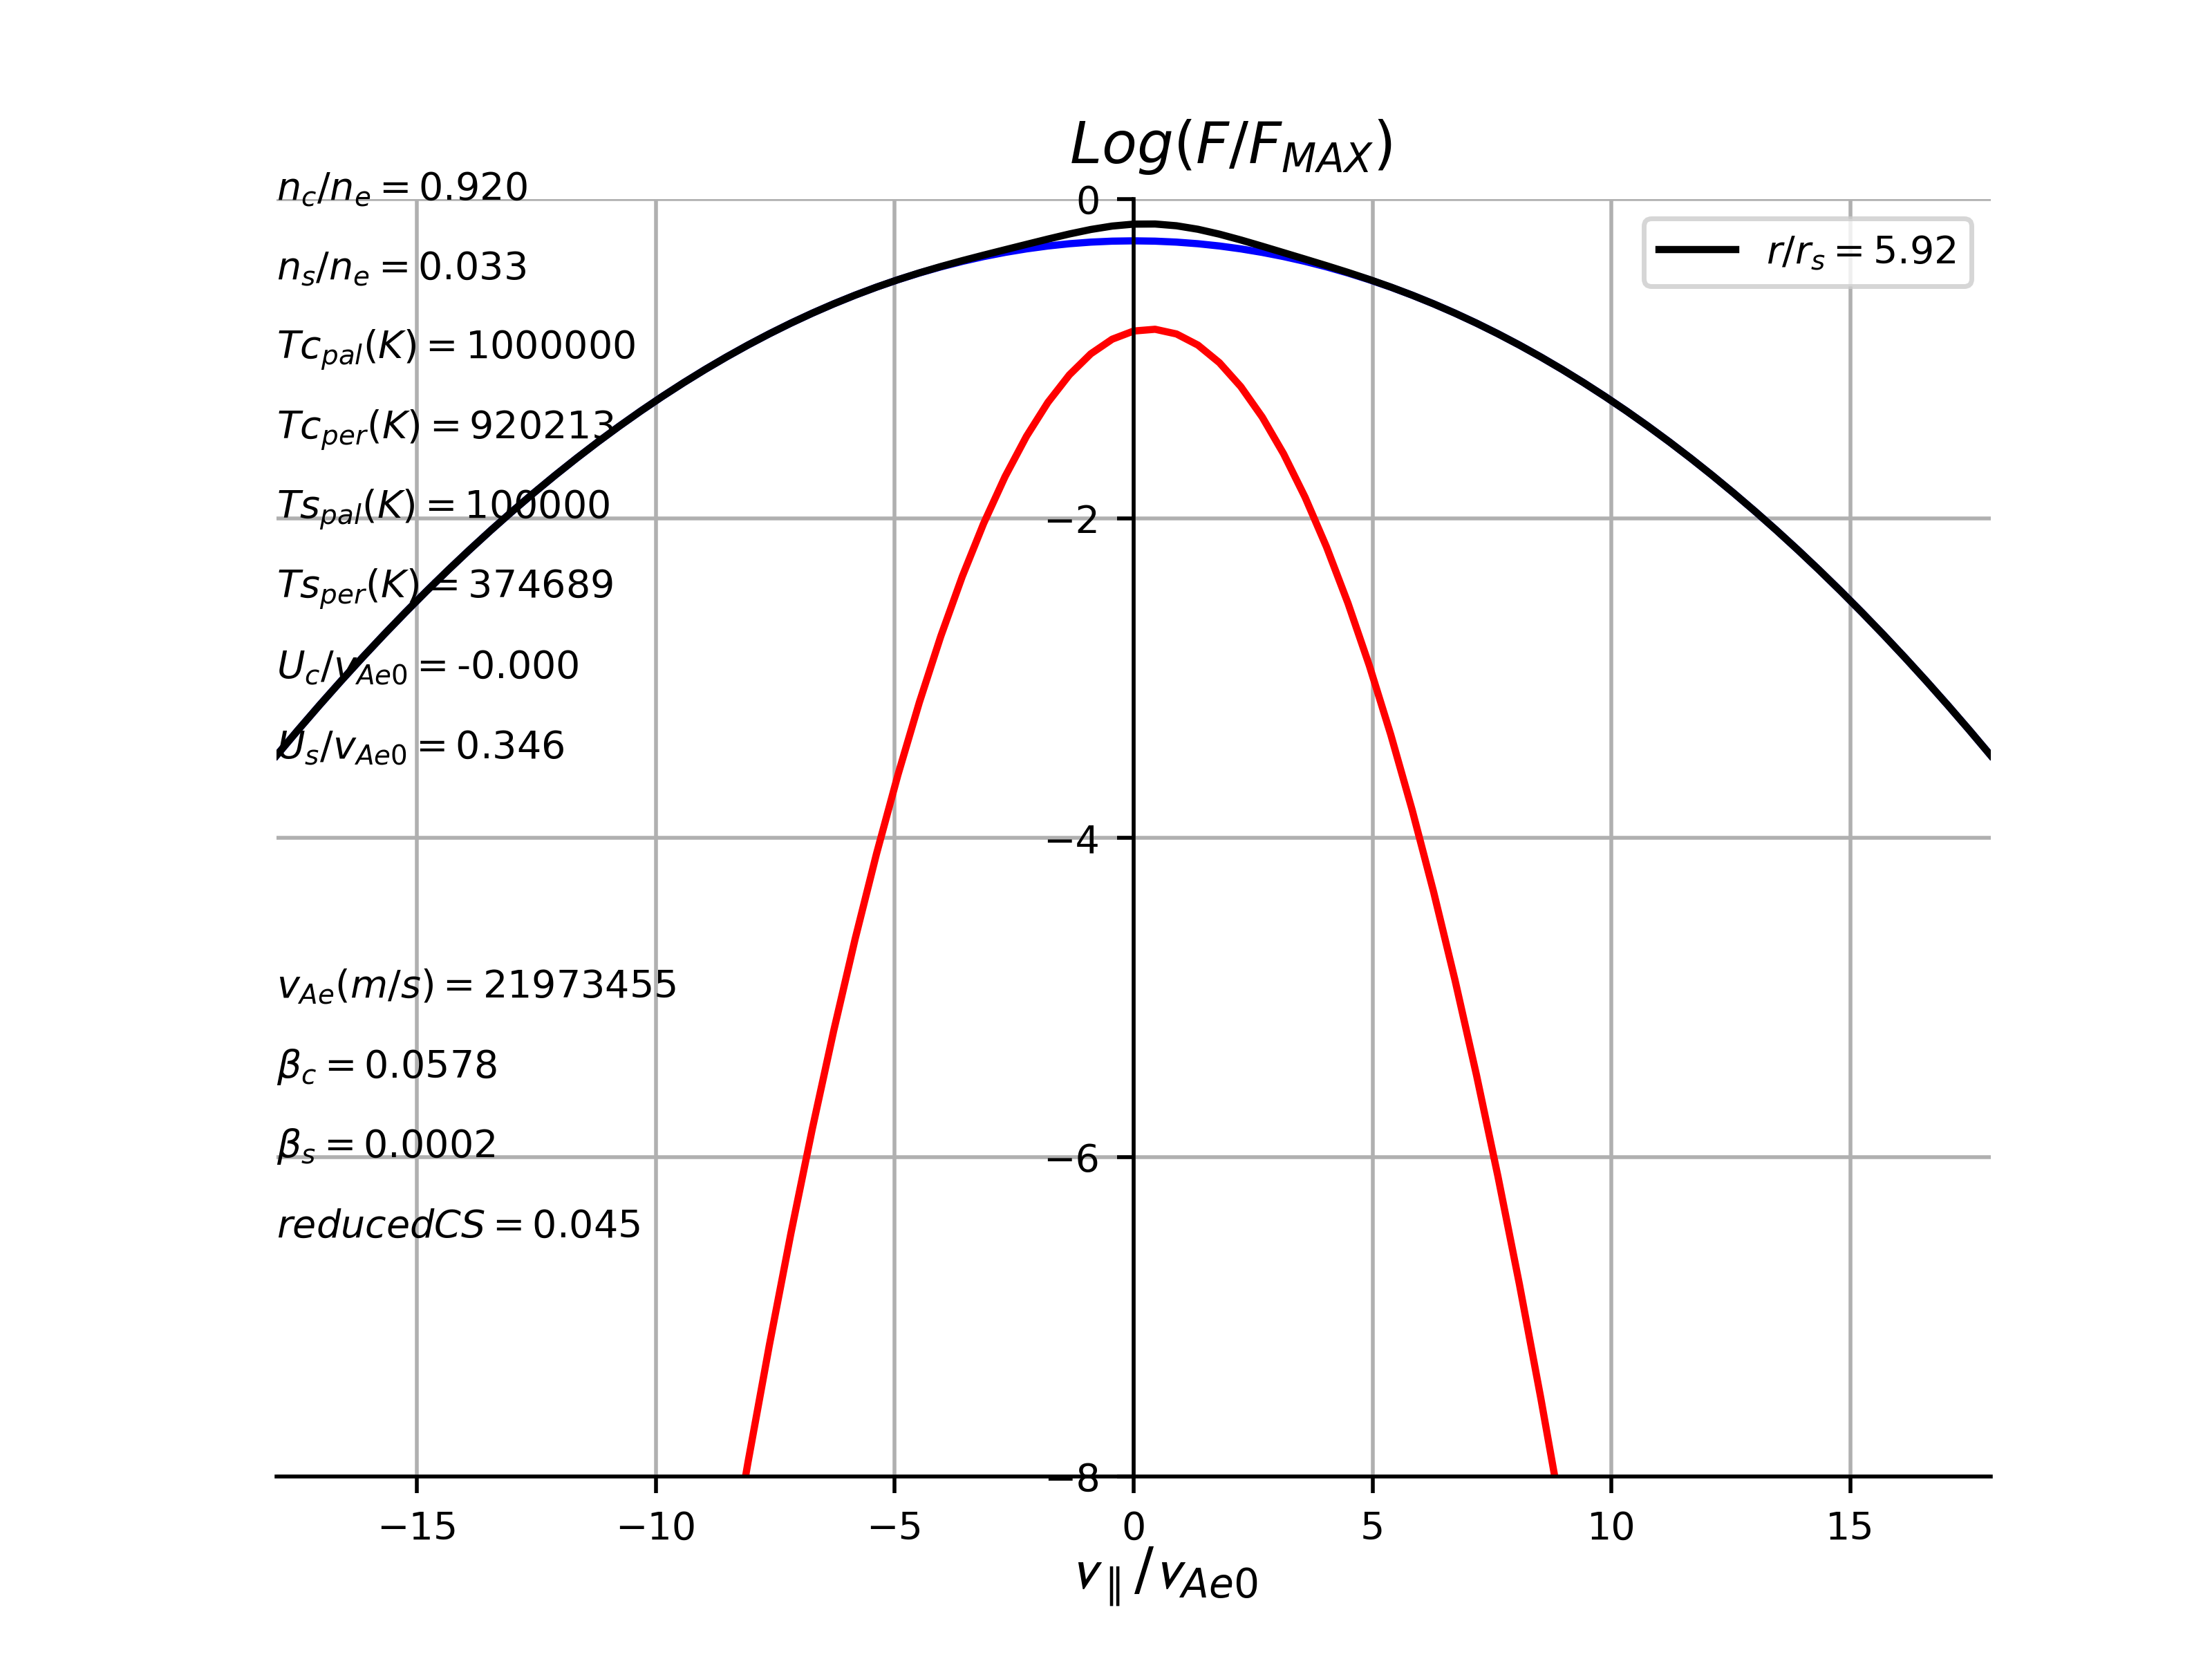 Log(F/F_MAX)
n_c/n_e = 0.920
n_s/n_e = 0.033
Tc_pal(K) = 1000000
Tc_per(K) = 920213
Ts_pal(K) = 100000
Ts_per(K) = 374689
U_c/v_Ae0 = -0.000
U_s/v_Ae0 = 0.346
v_Ae(m/s) = 21973455
β_c = 0.0578
β_s = 0.0002
reducedCS = 0.045
r/r_s = 5.92
0
−2
−4
−6
−8
−15 −10 −5 0 5 10 15
v_∥/v_Ae0